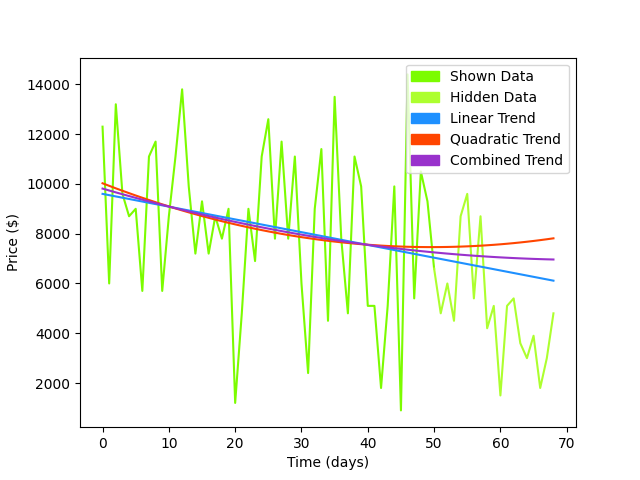 14000
12000
10000
8000
6000
4000
2000
Price ($)
0 10 20 30 40 50 60 70
Time (days)
Shown Data
Hidden Data
Linear Trend
Quadratic Trend
Combined Trend